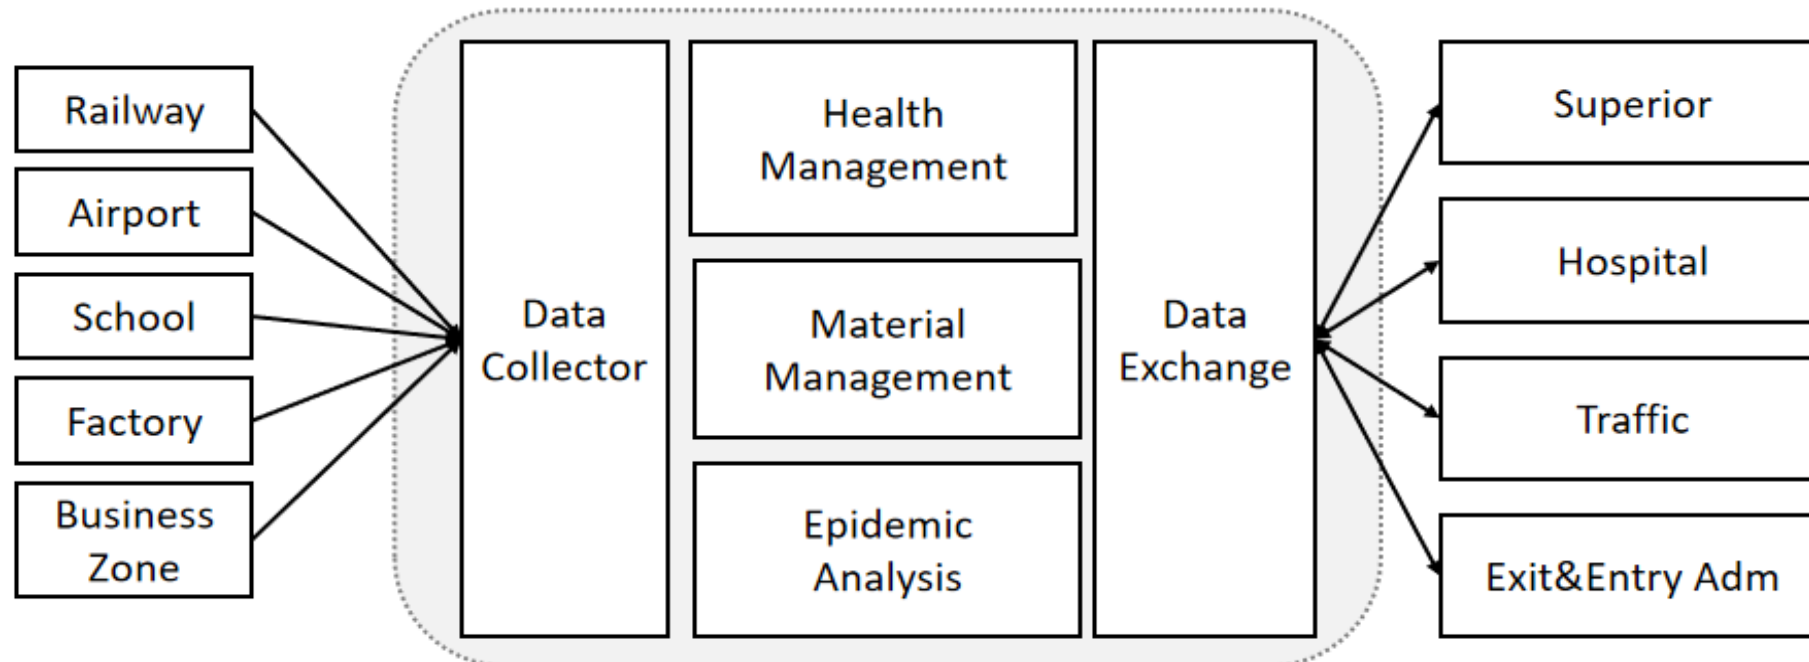 Railway
Airport
School
Factory
Business
Zone
Data
Collector
Health
Management
Material
Management
Epidemic
Analysis
Data
Exchange
Superior
Hospital
Traffic
Exit&Entry Adm